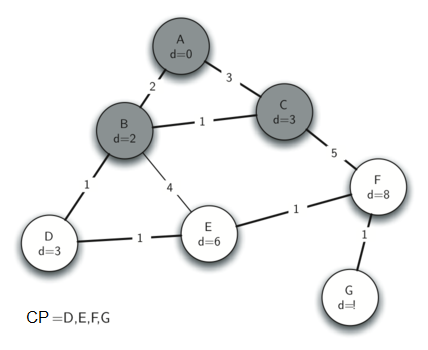 A
d=0
2
3
B
d=2
1
C
d=3
5
1
4
F
d=8
D
d=3
1
E
d=6
1
1
G
d=!
CP =D,E,F,G